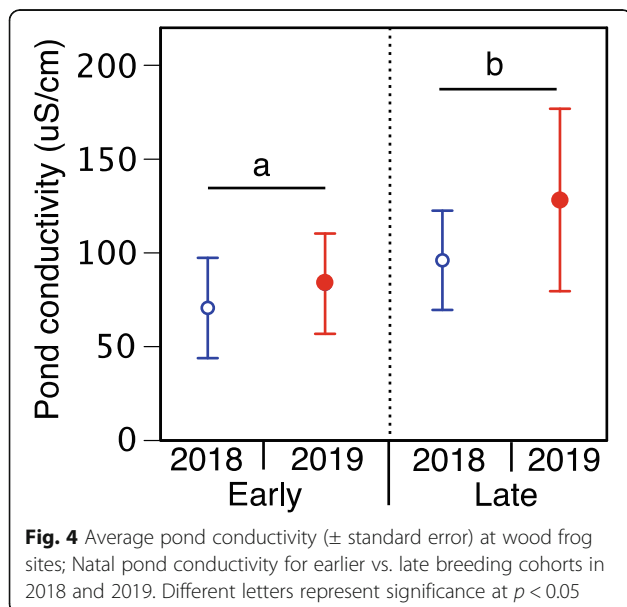 200
150
100
50
0
Pond conductivity (uS/cm)
a
b
2018 | 2019 | 2018 | 2019
Early | Late
Fig. 4 Average pond conductivity (± standard error) at wood frog
sites; Natal pond conductivity for earlier vs. late breeding cohorts in
2018 and 2019. Different letters represent significance at p < 0.05